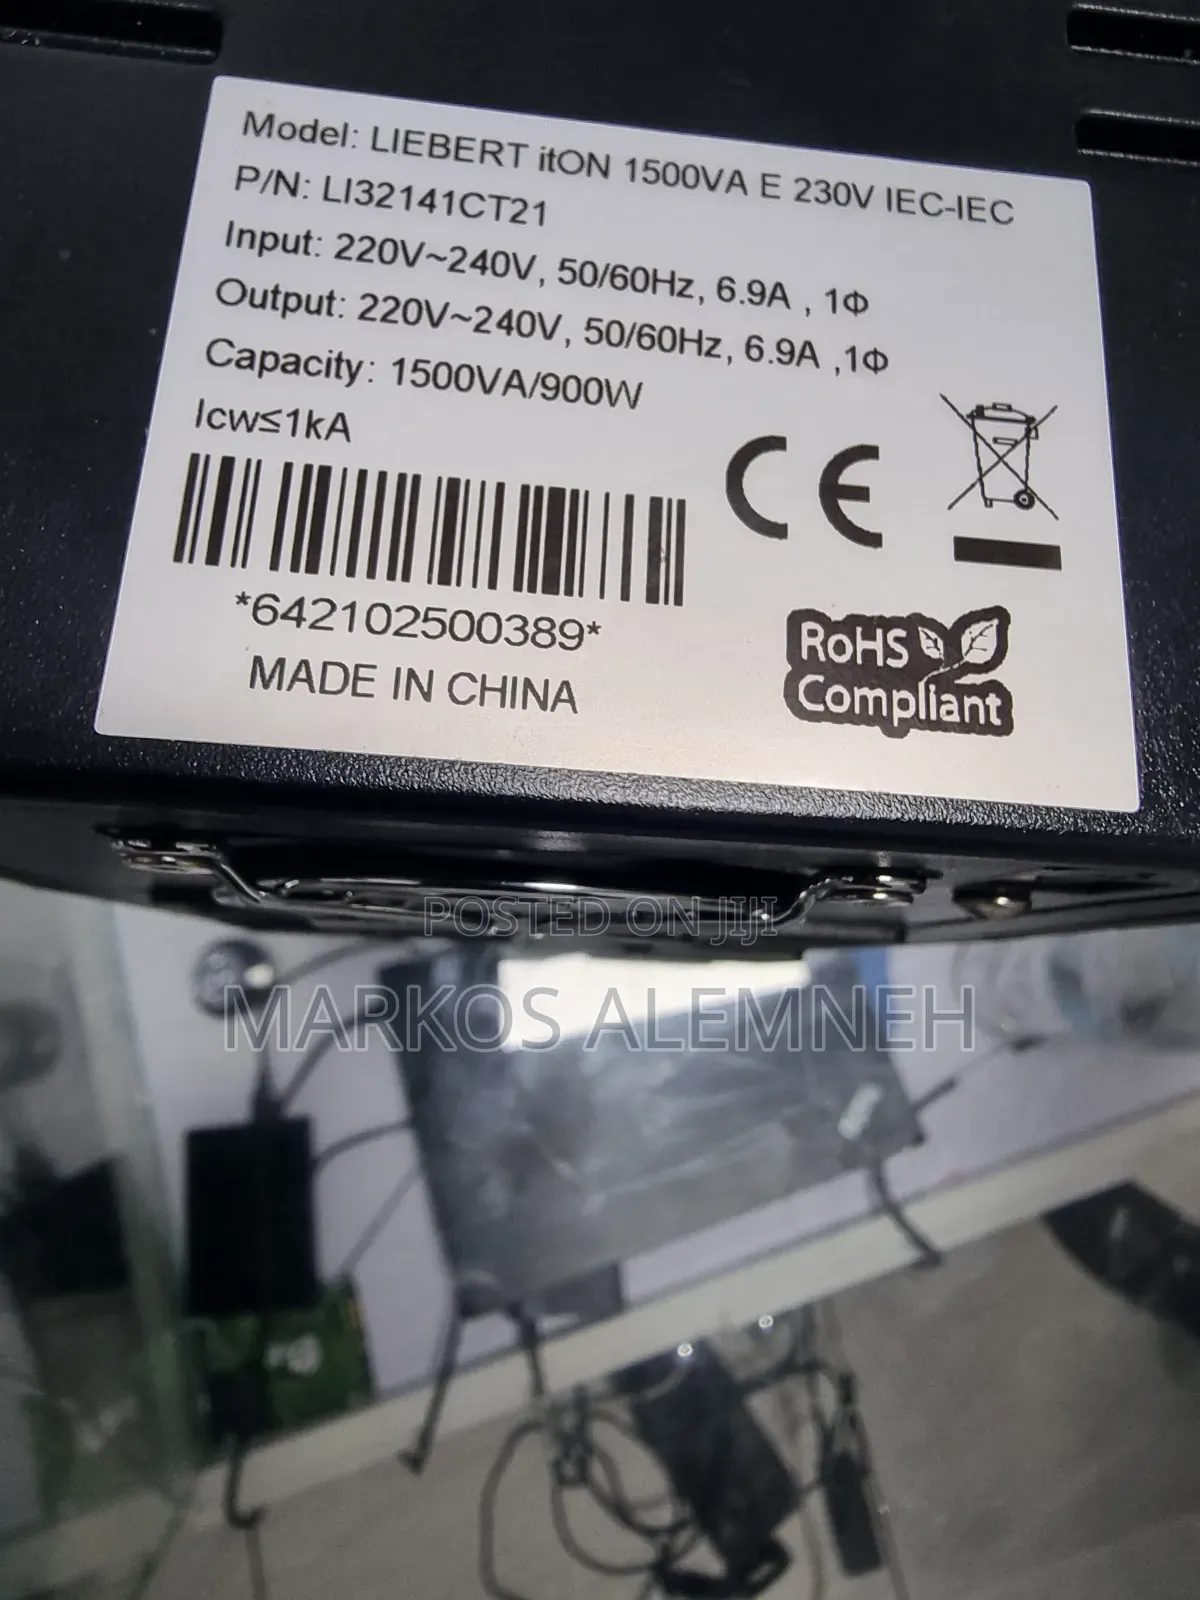 Model: LIEBERT itON 1500VA E 230V IEC-IEC
P/N: LI32141CT21
Input: 220V~240V, 50/60Hz, 6.9A , 1Φ
Output: 220V~240V, 50/60Hz, 6.9A ,1Φ
Capacity: 1500VA/900W
Icw≤1kA
CE
*642102500389*
MADE IN CHINA
RoHS
Compliant
POSTED ON JIJI
MARKOS ALEMNEH